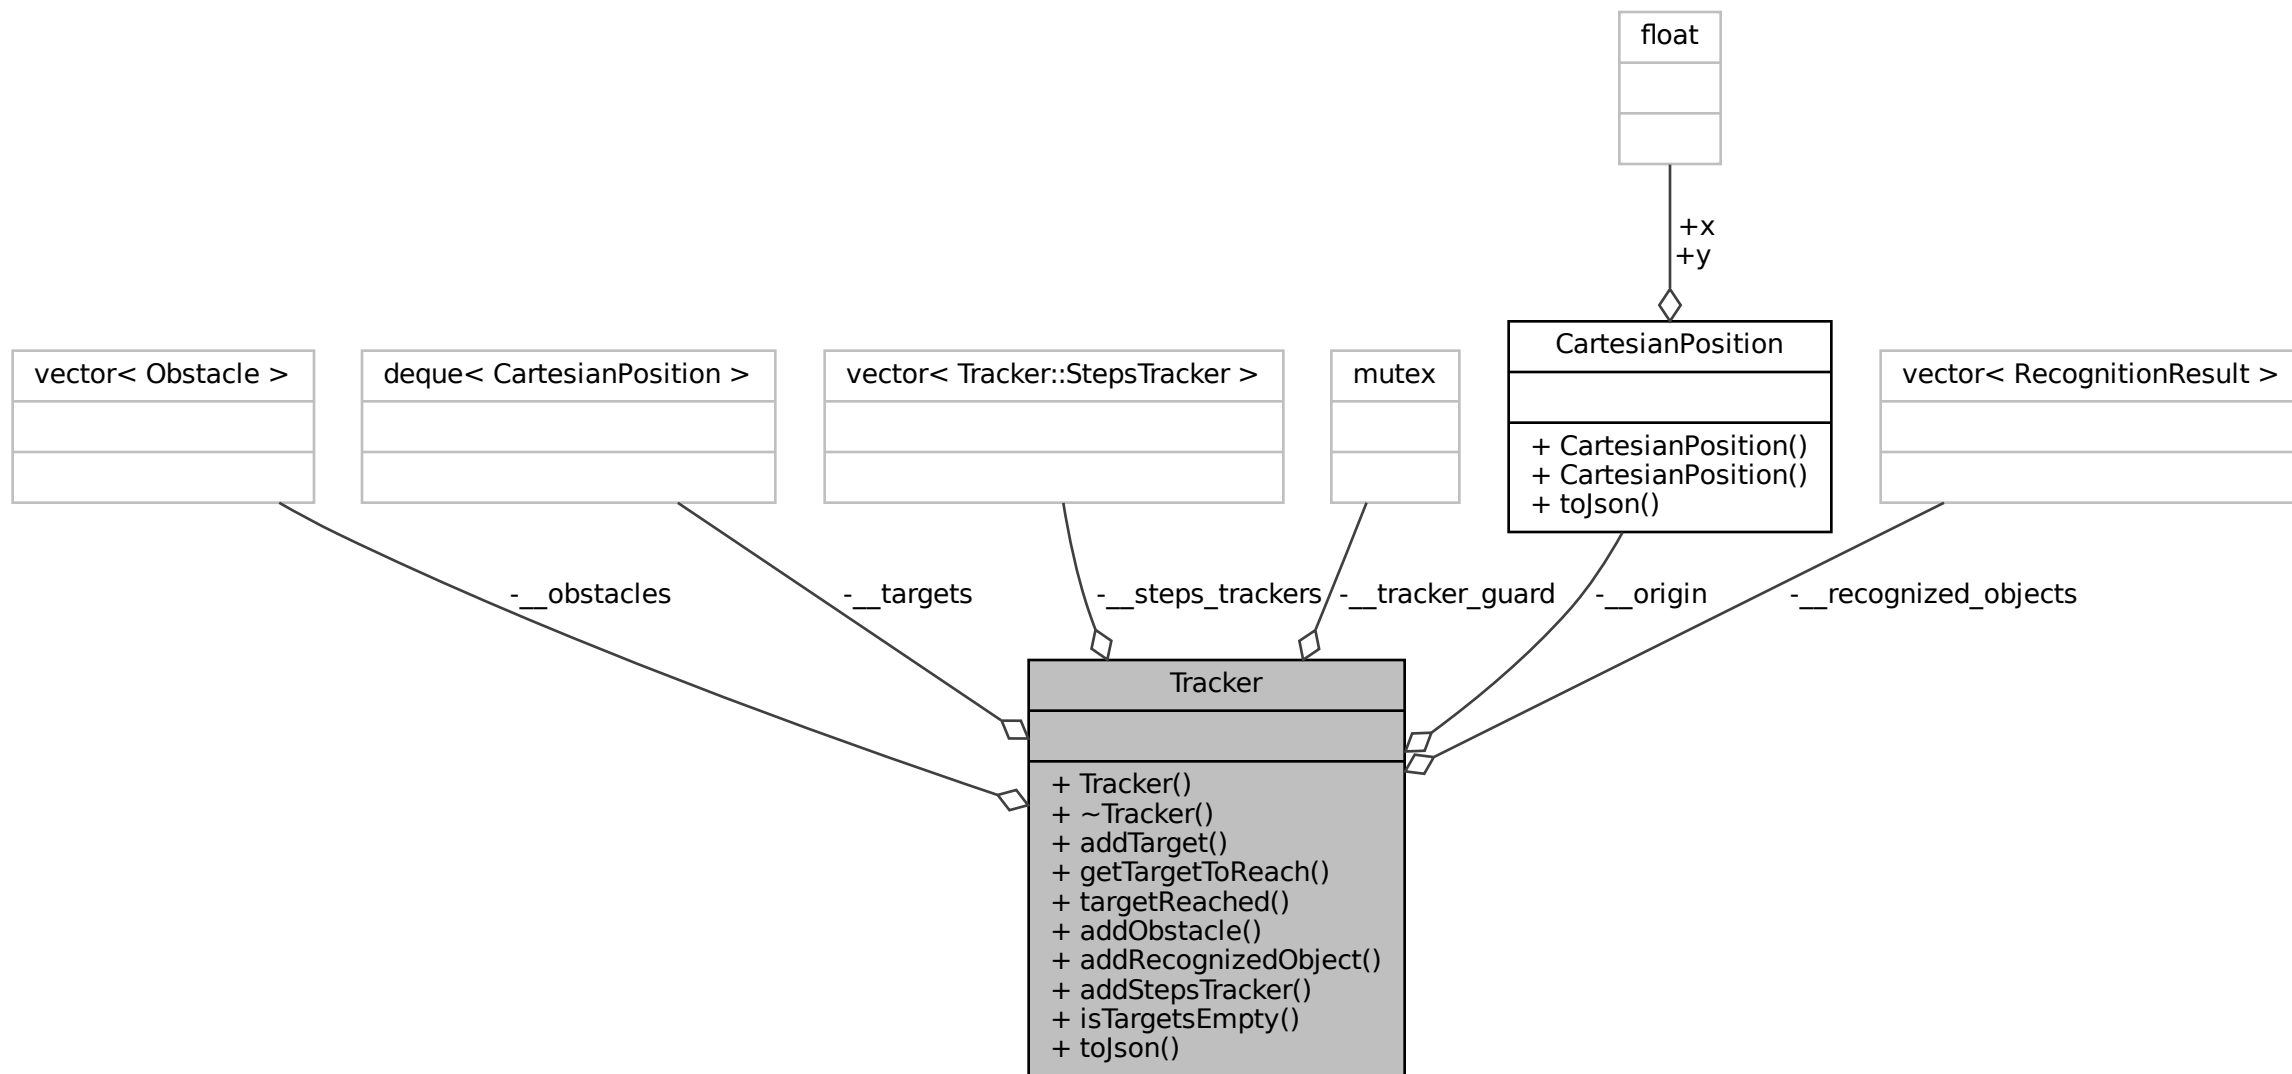 float
+x
+y
vector< Obstacle >
deque< CartesianPosition >
vector< Tracker::StepsTracker >
mutex
CartesianPosition
+ CartesianPosition()
+ CartesianPosition()
+ toJson()
vector< RecognitionResult >
-__obstacles
-__targets
-__steps_trackers
-__tracker_guard
-__origin
-__recognized_objects
Tracker
+ Tracker()
+ ~Tracker()
+ addTarget()
+ getTargetToReach()
+ targetReached()
+ addObstacle()
+ addRecognizedObject()
+ addStepsTracker()
+ isTargetsEmpty()
+ toJson()